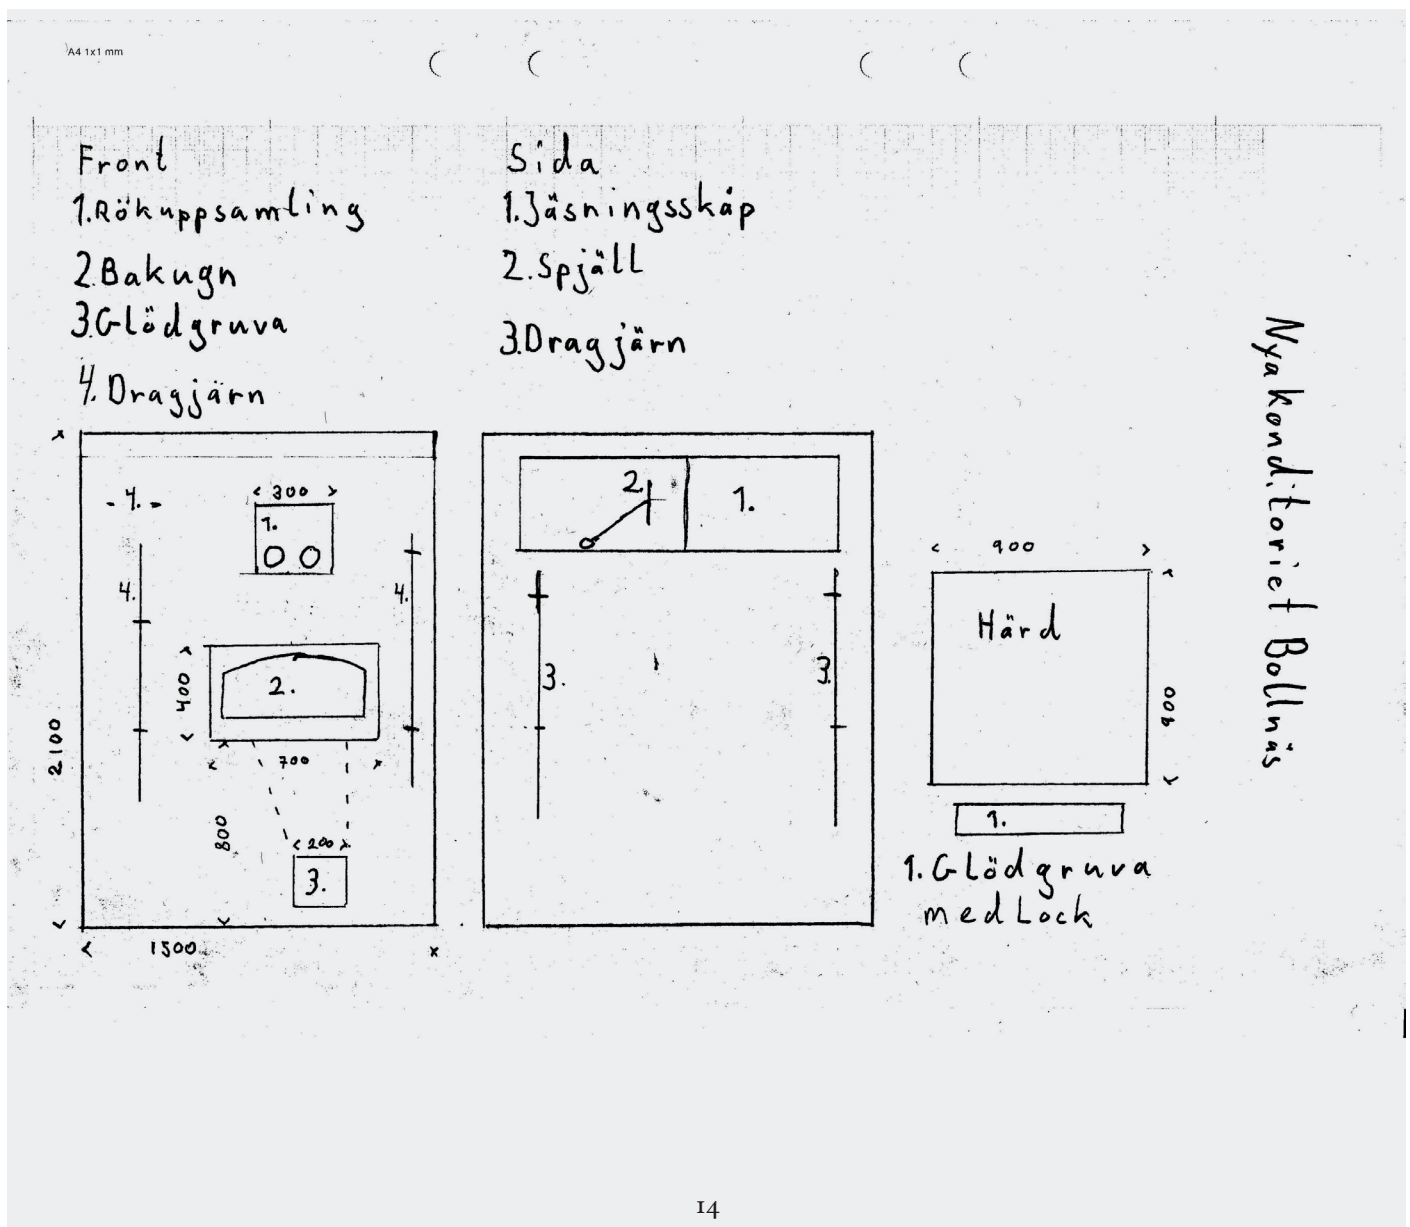 A4 1x1 mm
Front
1.Rökuppsamling
2.Bakugn
3.Glödgruva
4.Dragjärn
Sida
1.Jäsningsskåp
2.Spjäll
3.Dragjärn
Nyakonditoriet Bollnäs
4.
300
1.
4.
4.
400
2.
700
2100
800
200
3.
1500
2.
1.
3.
3.
900
Härd
900
1.
1.Glödgruva
med Lock
14